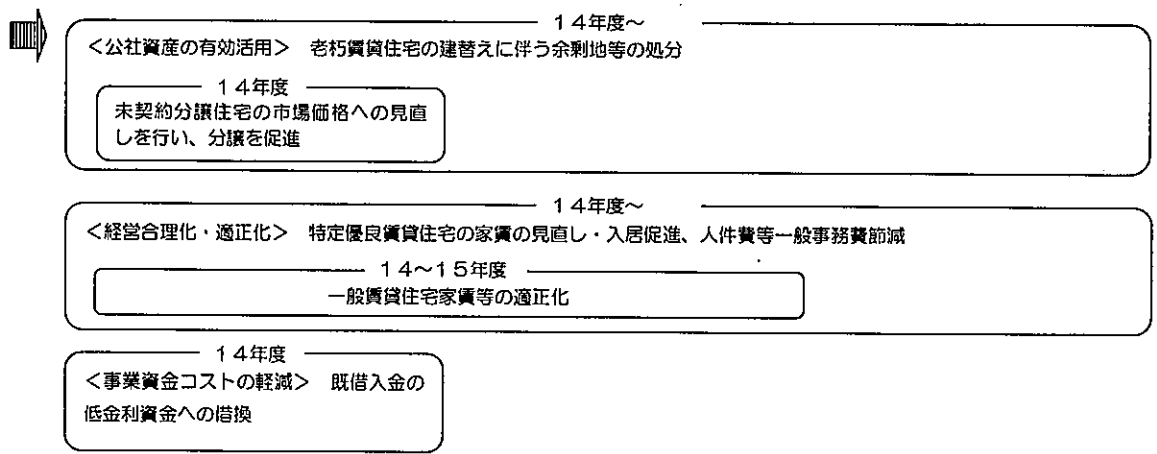 １４年度～
＜公社資産の有効活用＞　老朽賃貸住宅の建替えに伴う余剰地等の処分
１４年度
未契約分譲住宅の市場価格への見直
しを行い、分譲を促進
１４年度～
＜経営合理化・適正化＞　特定優良賃貸住宅の家賃の見直し・入居促進、人件費等一般事務費節減
１４～１５年度
一般賃貸住宅家賃等の適正化
１４年度
＜事業資金コストの軽減＞　既借入金の
低金利資金への借換